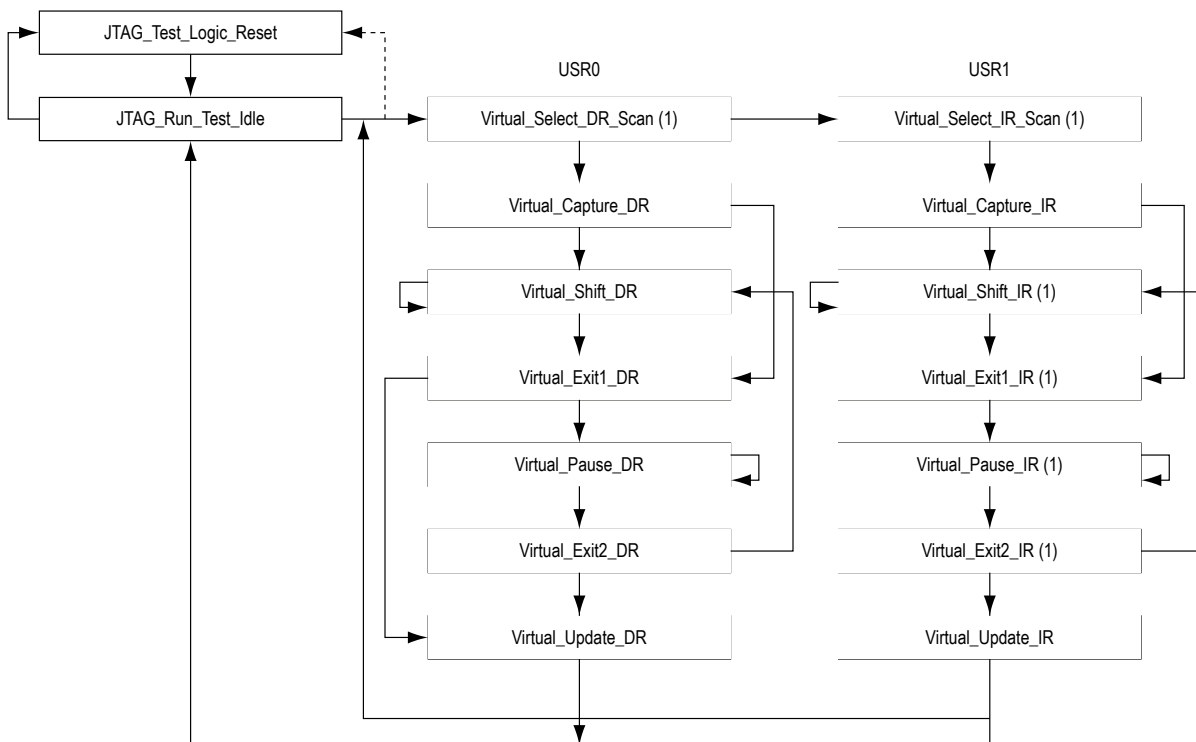 JTAG_Test_Logic_Reset
JTAG_Run_Test_Idle
USR0
Virtual_Select_DR_Scan (1)
Virtual_Capture_DR
Virtual_Shift_DR
Virtual_Exit1_DR
Virtual_Pause_DR
Virtual_Exit2_DR
Virtual_Update_DR
USR1
Virtual_Select_IR_Scan (1)
Virtual_Capture_IR
Virtual_Shift_IR (1)
Virtual_Exit1_IR (1)
Virtual_Pause_IR (1)
Virtual_Exit2_IR (1)
Virtual_Update_IR